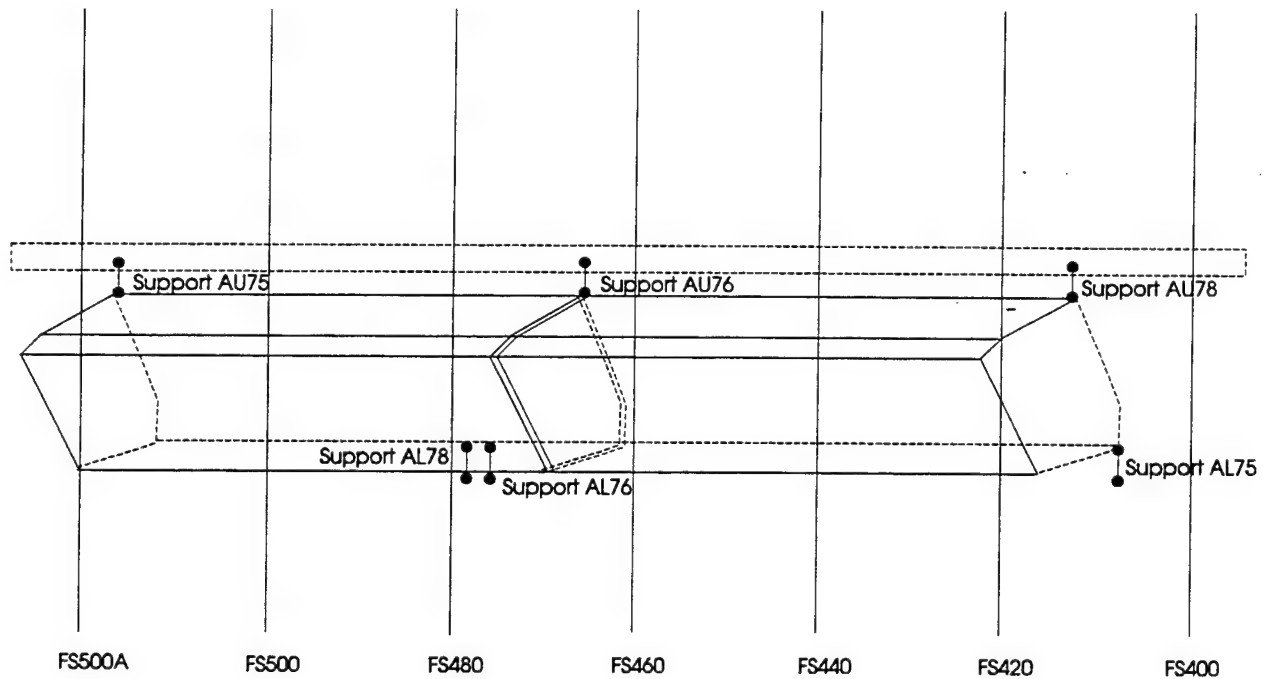 Support AU75
Support AU76
Support AU78
Support AL78
Support AL76
Support AL75
FS500A
FS500
FS480
FS460
FS440
FS420
FS400